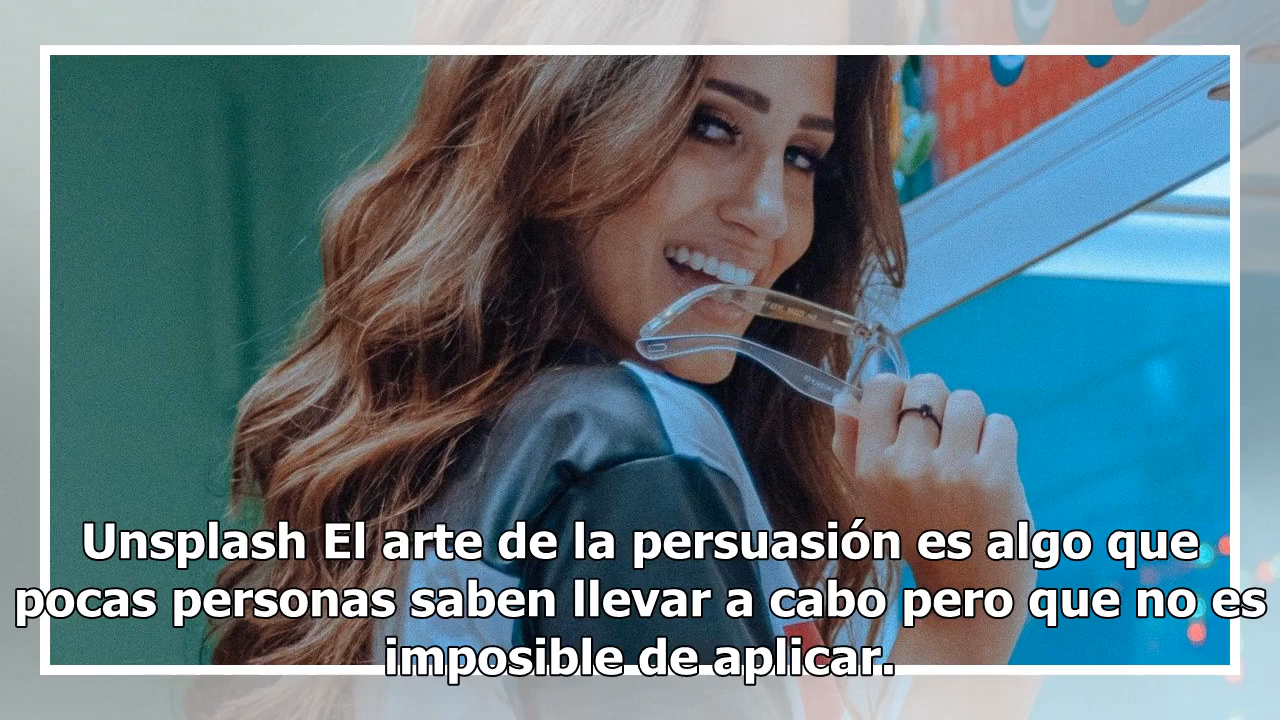 Unsplash El arte de la persuasión es algo que
pocas personas saben llevar a cabo pero que no es
imposible de aplicar.